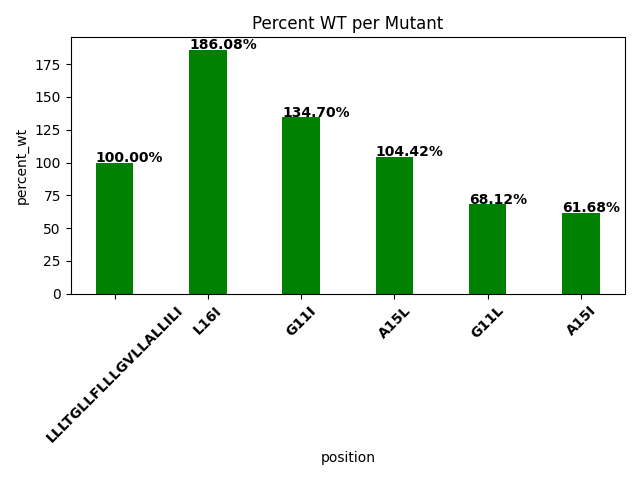 Percent WT per Mutant
percent_wt
175
150
125
100
75
50
25
0
100.00%
186.08%
134.70%
104.42%
68.12%
61.68%
LLLTGLLFLLLGVLLALLILI
L16I
G11I
A15L
G11L
A15I
position